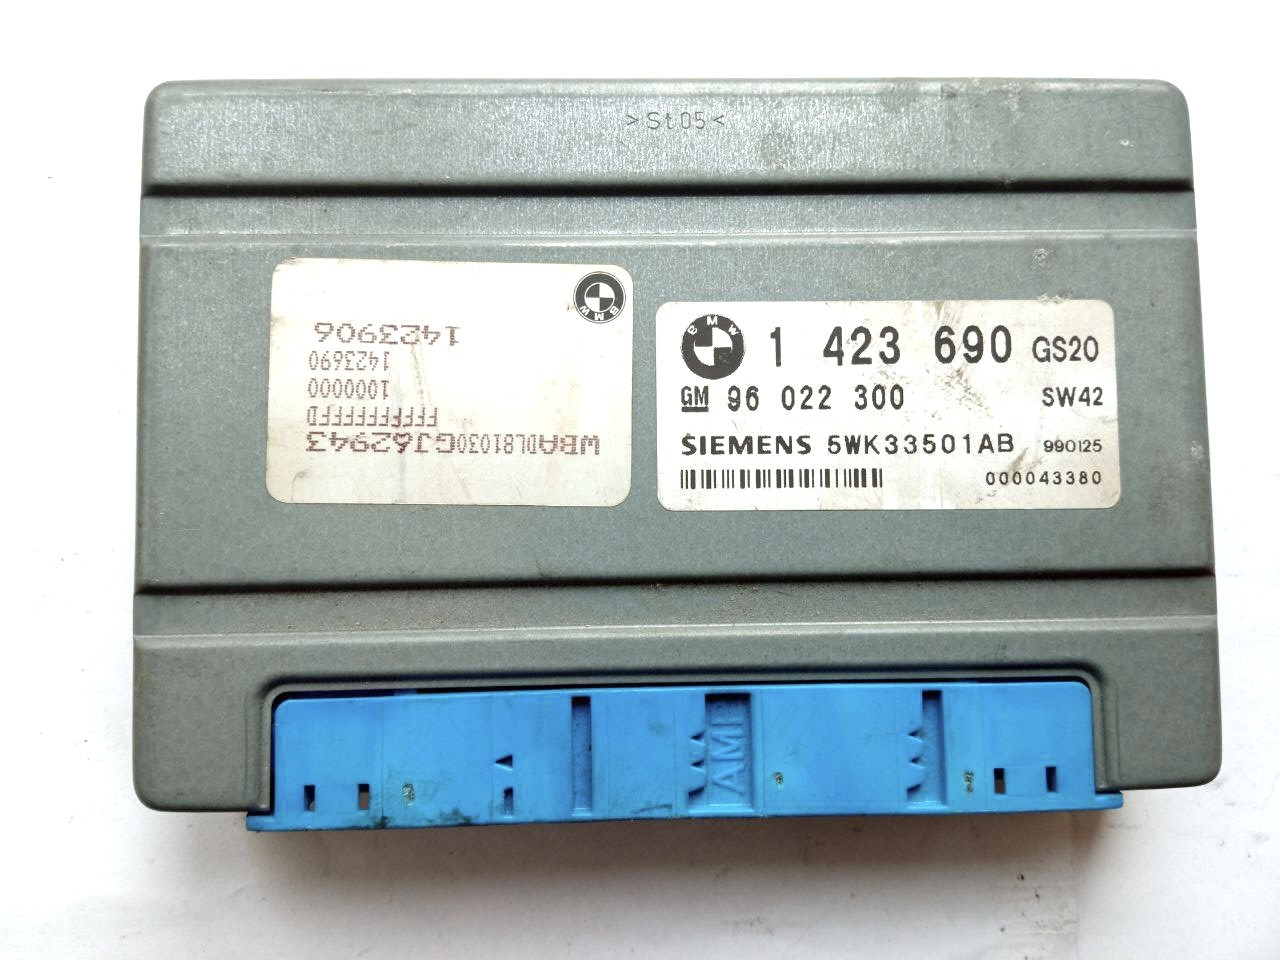 >St05<
BMW
WBADL81030GJ62943
FFFFFFFFFD
1000000
1423690
1423906
BMW
1 423 690 GS20
GM 96 022 300 SW42
SIEMENS 5WK33501AB 990125
000043380
AMP